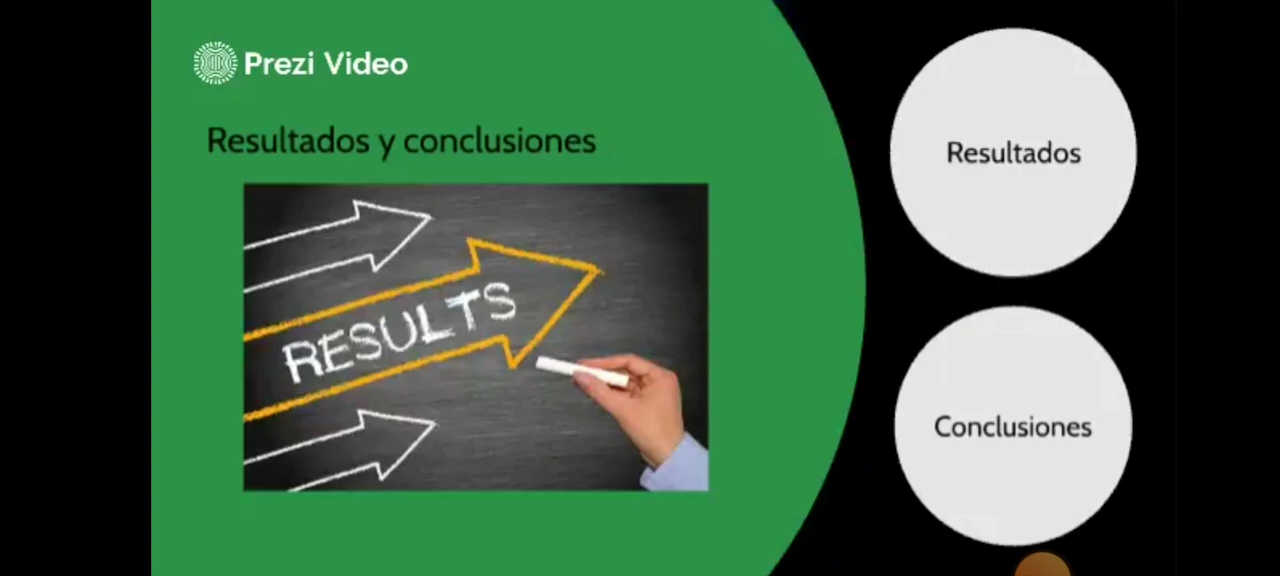 Prezi Video
Resultados y conclusiones
RESULTS
Resultados
Conclusiones